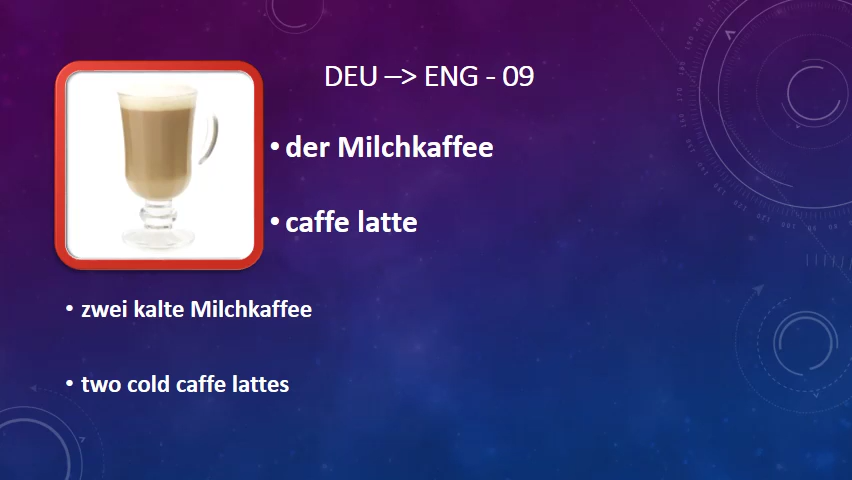 DEU –> ENG - 09
• der Milchkaffee
• caffe latte
• zwei kalte Milchkaffee
• two cold caffe lattes